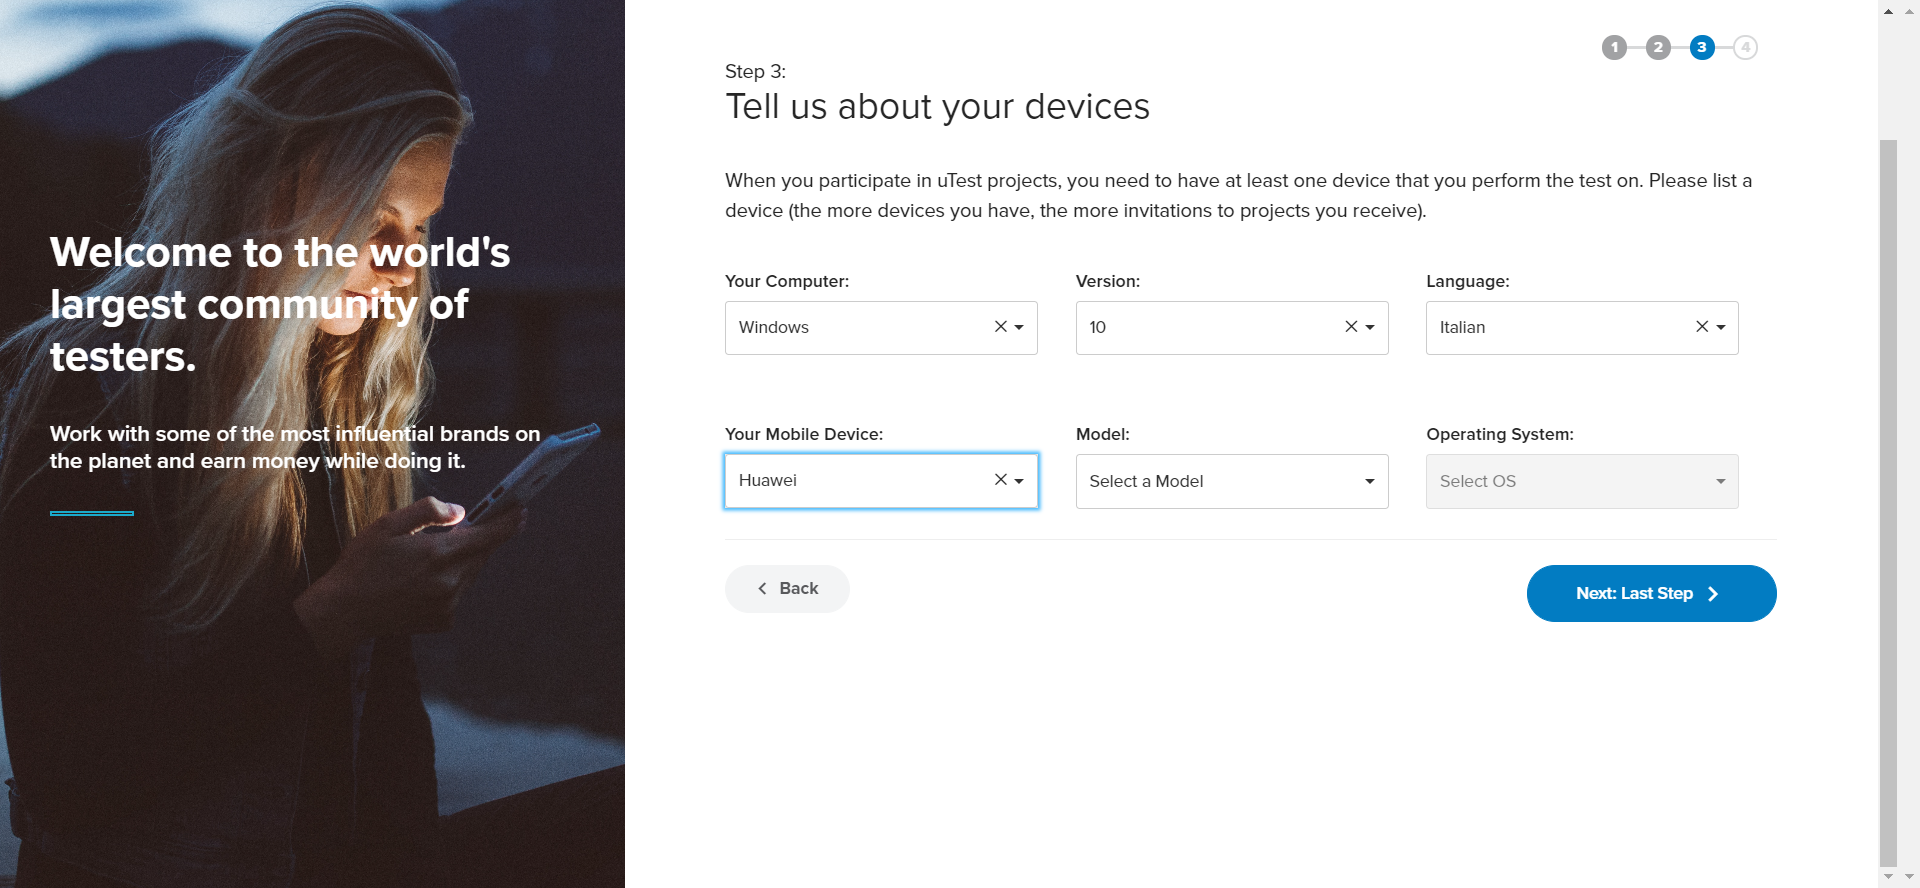 Welcome to the world's
largest community of
testers.
Work with some of the most influential brands on
the planet and earn money while doing it.
1 2 3 4
Step 3:
Tell us about your devices
When you participate in uTest projects, you need to have at least one device that you perform the test on. Please list a
device (the more devices you have, the more invitations to projects you receive).
Your Computer: Version: Language:
Windows 10 Italian
Your Mobile Device: Model: Operating System:
Huawei Select a Model Select OS
Back Next: Last Step